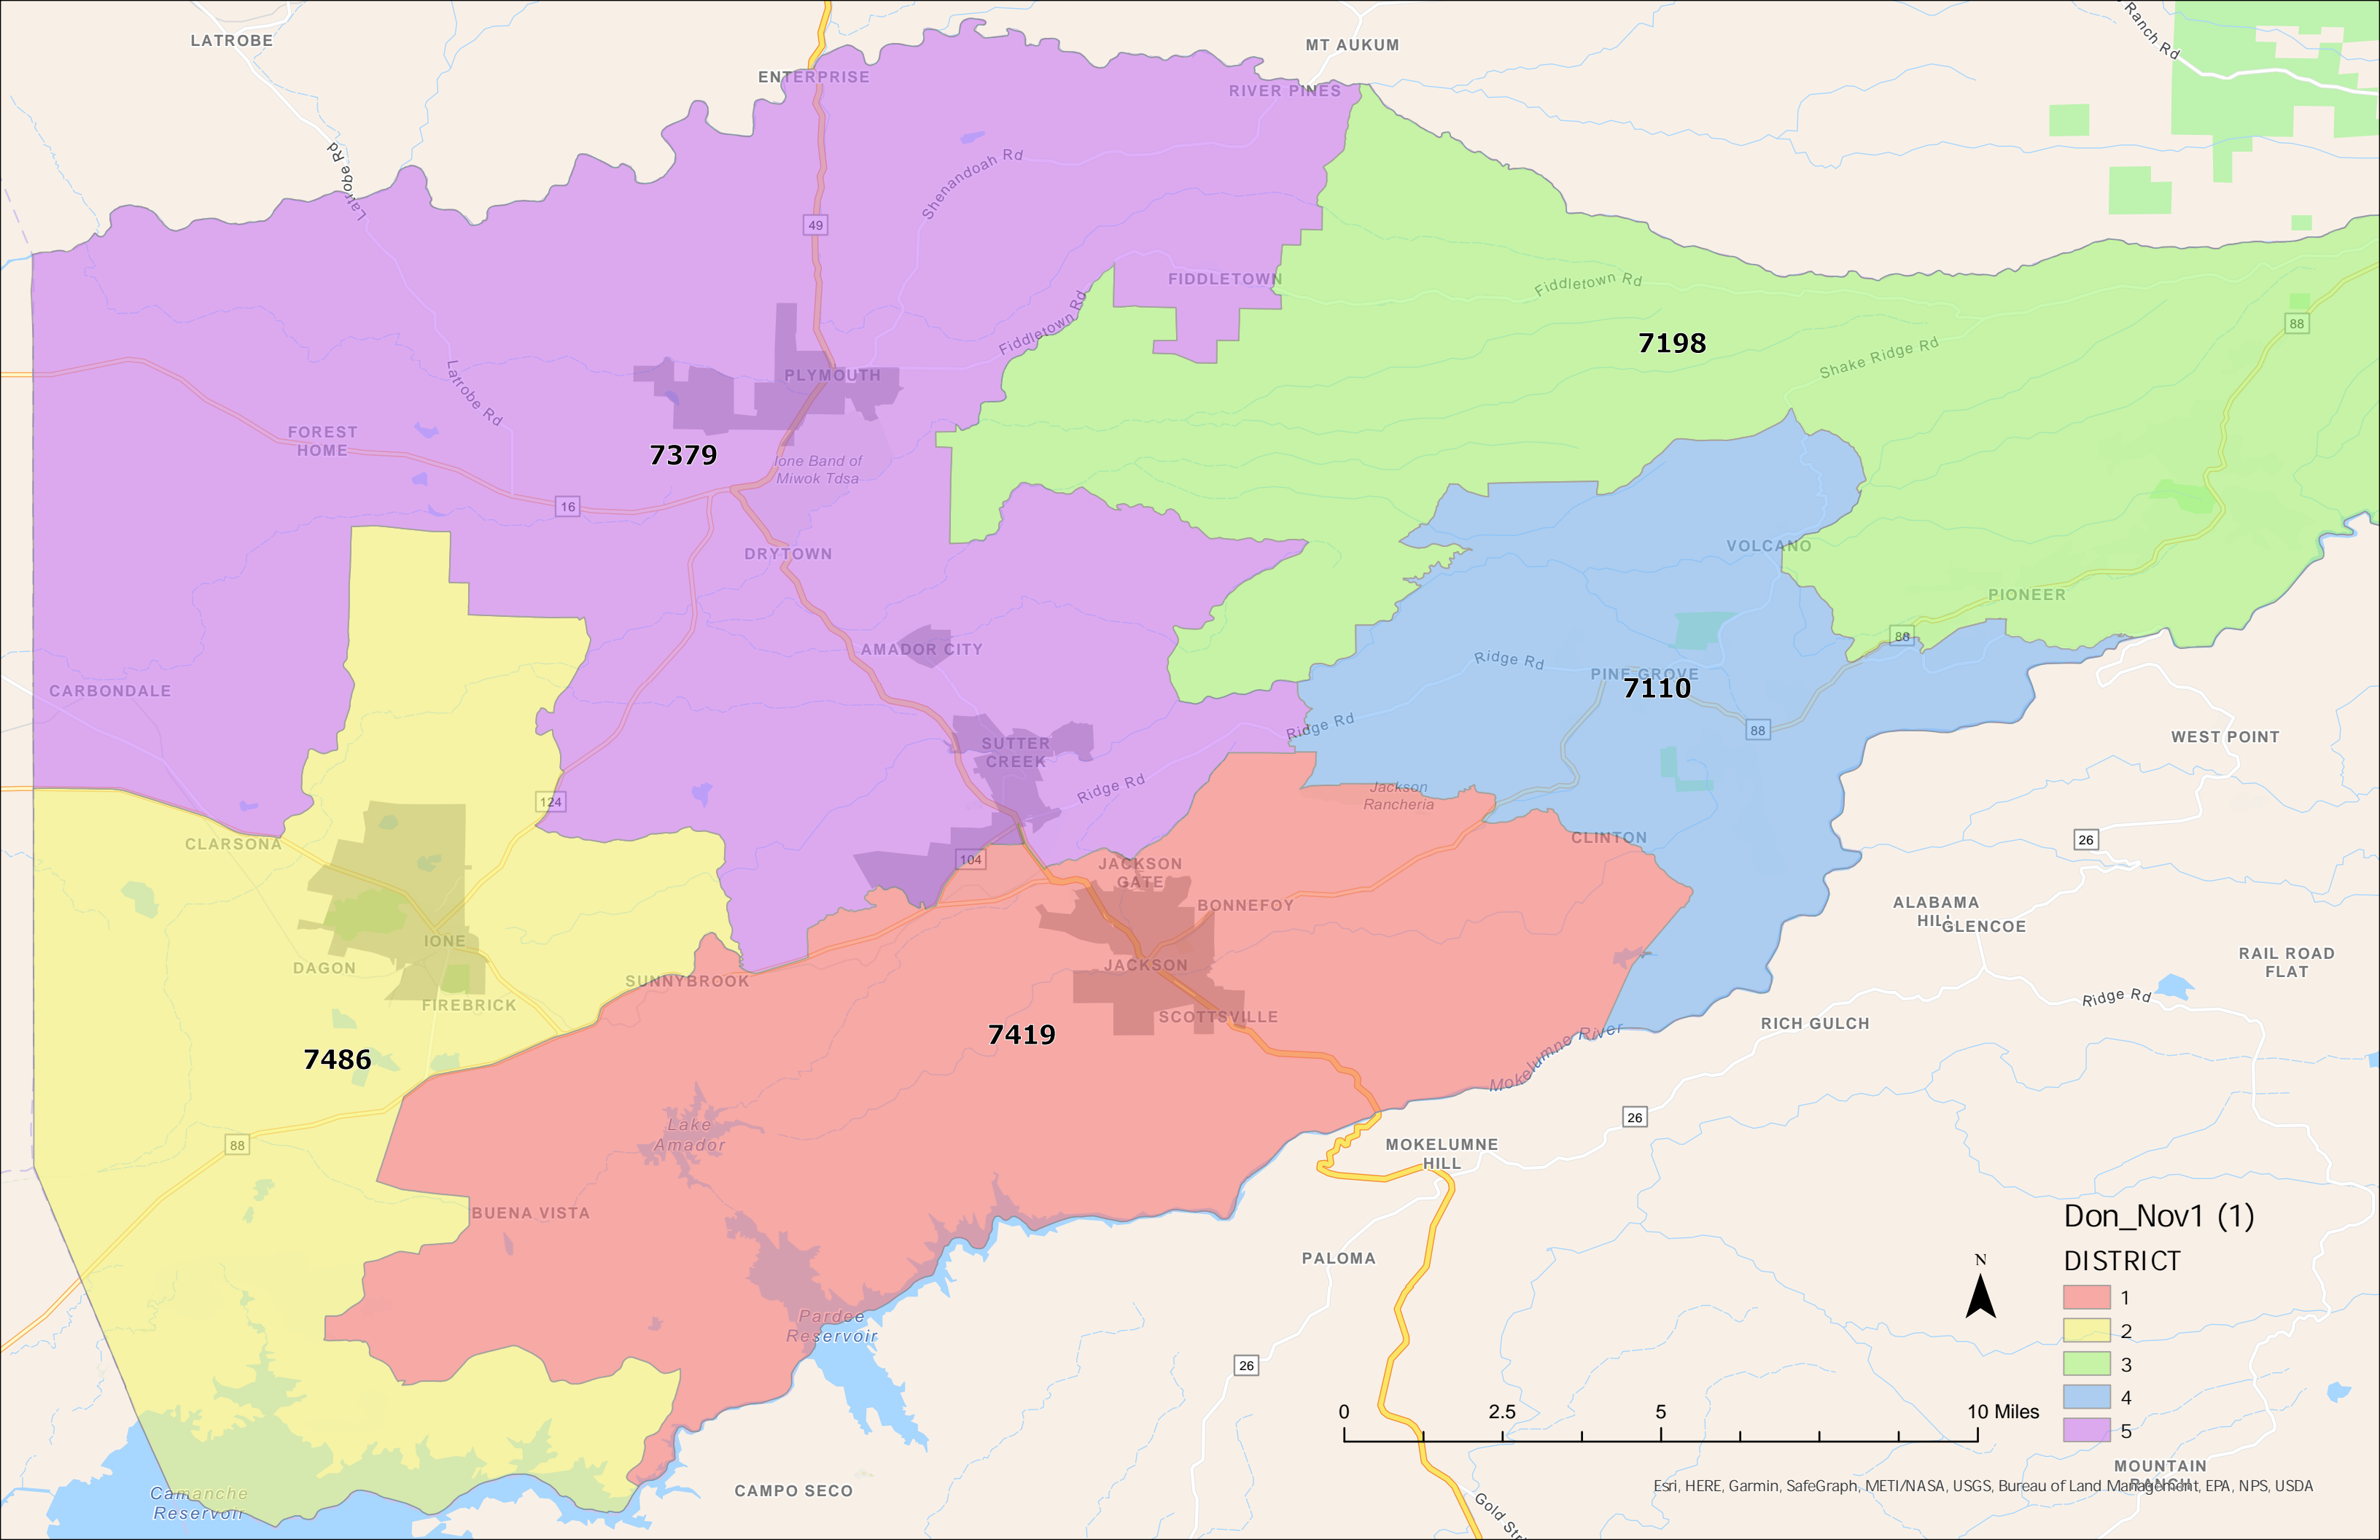 LATROBE
MT AUKUM
Ranch Rd
ENTERPRISE
RIVER PINES
Latrobe Rd
Shenandoah Rd
49
FIDDLETOWN
Fiddletown Rd
Fiddletown Rd
7198
88
Shake Ridge Rd
PLYMOUTH
Latrobe Rd
FOREST
HOME
7379
Ione Band of
Miwok Tdsa
16
DRYTOWN
VOLCANO
PIONEER
AMADOR CITY
88
Ridge Rd
PINE GROVE
7110
CARBONDALE
Ridge Rd
88
WEST POINT
SUTTER
CREEK
Ridge Rd
Jackson
Rancheria
124
CLARSONA
CLINTON
26
104
JACKSON
GATE
BONNEFOY
ALABAMA
HILL
GLENCOE
IONE
DAGON
JACKSON
RAIL ROAD
FLAT
SUNNYBROOK
FIREBRICK
Ridge Rd
SCOTTSVILLE
RICH GULCH
7419
7486
Mokelumne River
26
Lake
Amador
88
MOKELUMNE
HILL
BUENA VISTA
PALOMA
Don_Nov1 (1)
N
DISTRICT
1
2
3
4
5
Pardee
Reservoir
26
0 2.5 5 10 Miles
MOUNTAIN
RANCH
CAMPO SECO
Camanche
Reservoir
Gold Stri
Esri, HERE, Garmin, SafeGraph, METI/NASA, USGS, Bureau of Land Management, EPA, NPS, USDA